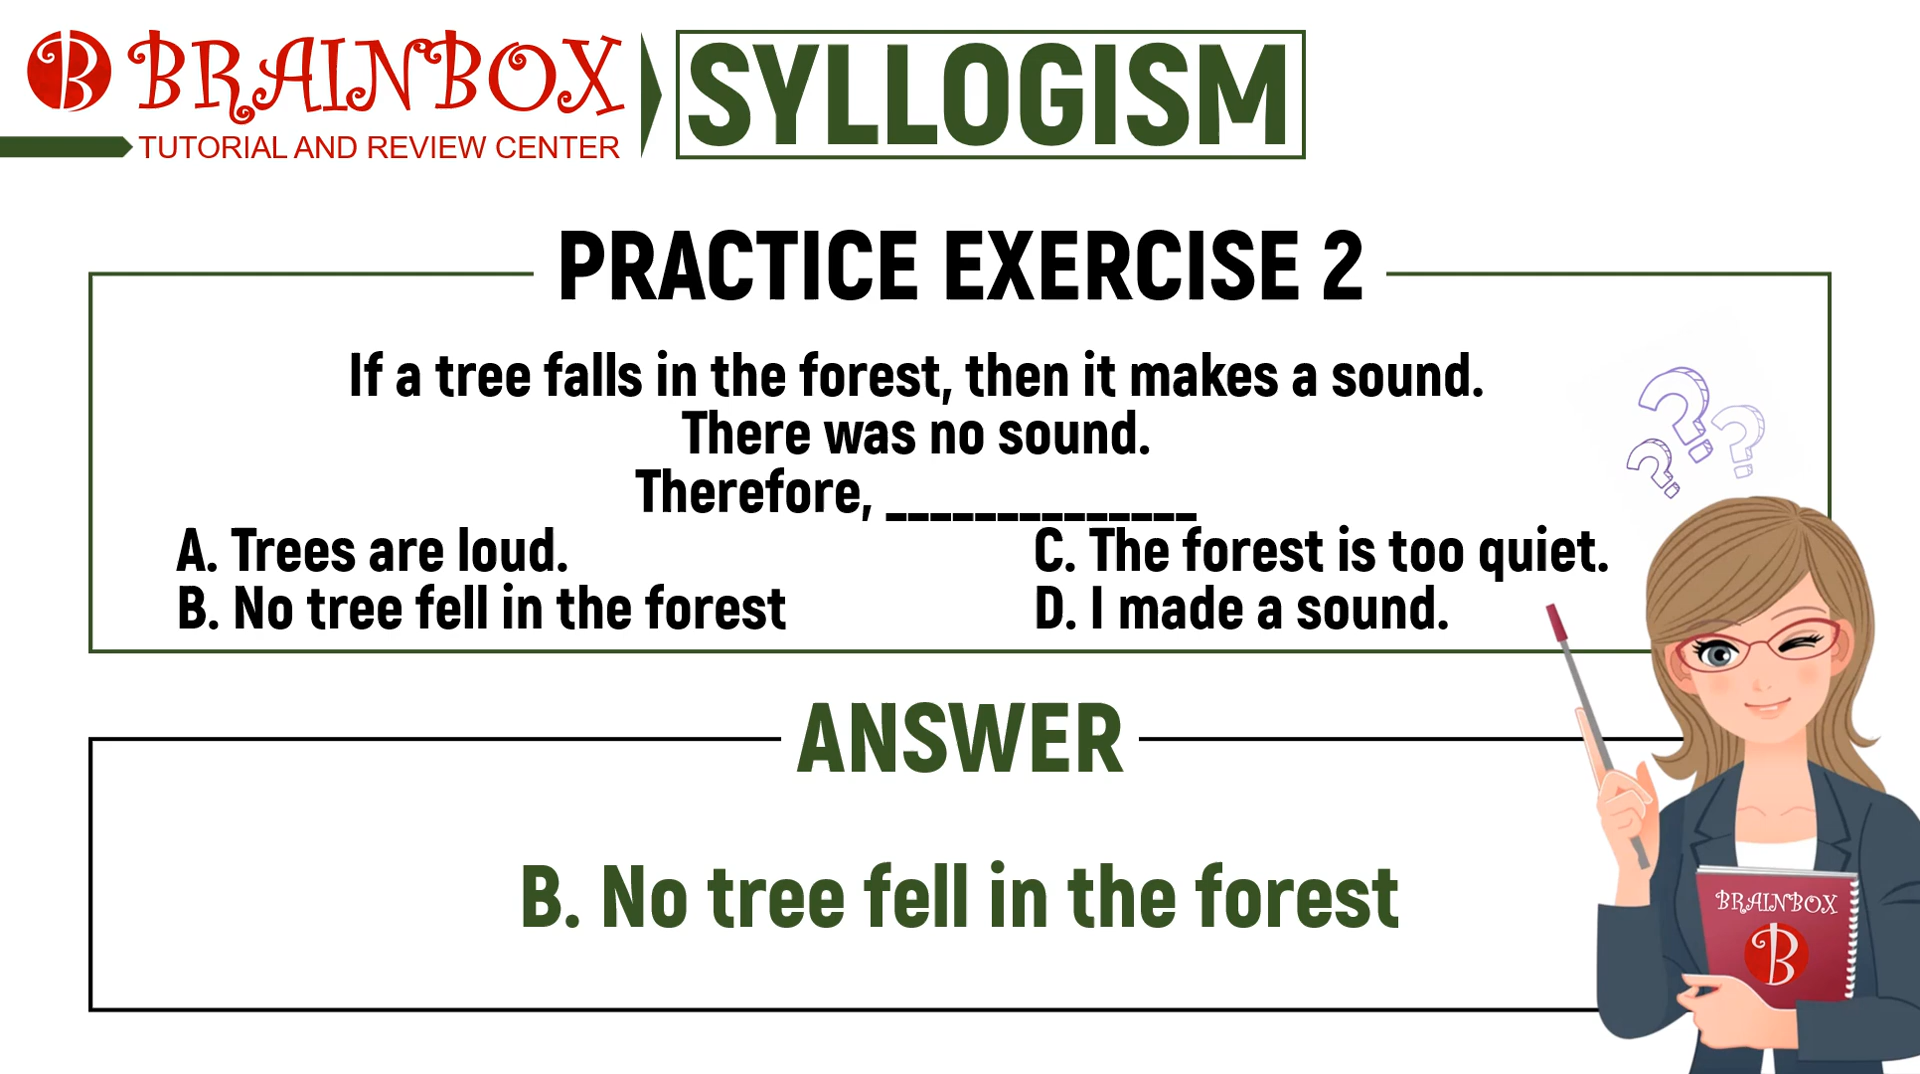 B BRAINBOX
TUTORIAL AND REVIEW CENTER
SYLLOGISM
PRACTICE EXERCISE 2
If a tree falls in the forest, then it makes a sound.
There was no sound.
Therefore, ______________
A. Trees are loud.
C. The forest is too quiet.
B. No tree fell in the forest
D. I made a sound.
ANSWER
B. No tree fell in the forest
BRAINBOX
B